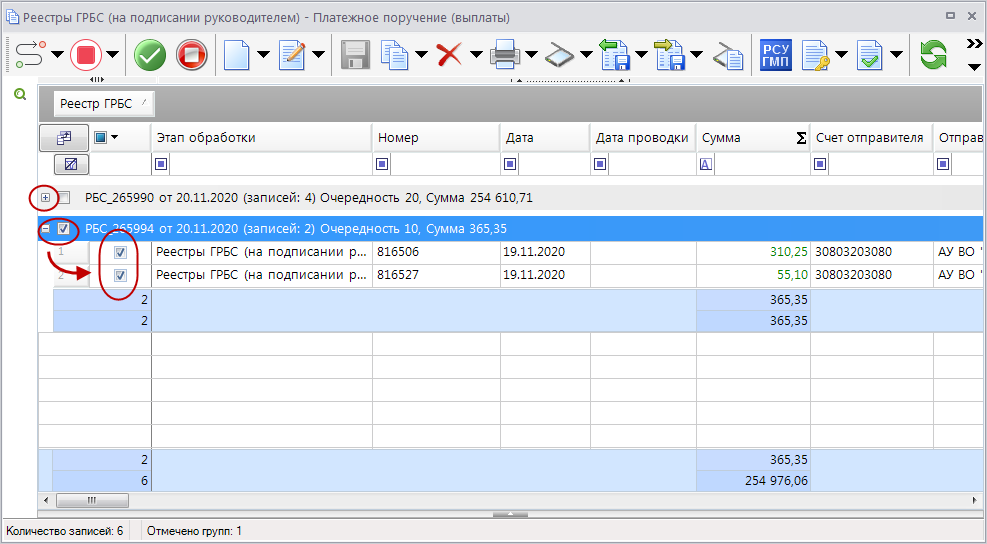 Реестры ГРБС (на подписании руководителем) - Платежное поручение (выплаты)
РСУ
ГМП
Реестр ГРБС
Этап обработки Номер Дата Дата проводки Сумма Σ Счет отправителя Отправ
A
РБС_265990 от 20.11.2020 (записей: 4) Очередность 20, Сумма 254 610,71
РБС_265994 от 20.11.2020 (записей: 2) Очередность 10, Сумма 365,35
1 Реестры ГРБС (на подписании р... 816506 19.11.2020 310,25 30803203080 АУ ВО "
2 Реестры ГРБС (на подписании р... 816527 19.11.2020 55,10 30803203080 АУ ВО "
2 365,35
2 365,35
2 365,35
6 254 976,06
Количество записей: 6 Отмечено групп: 1